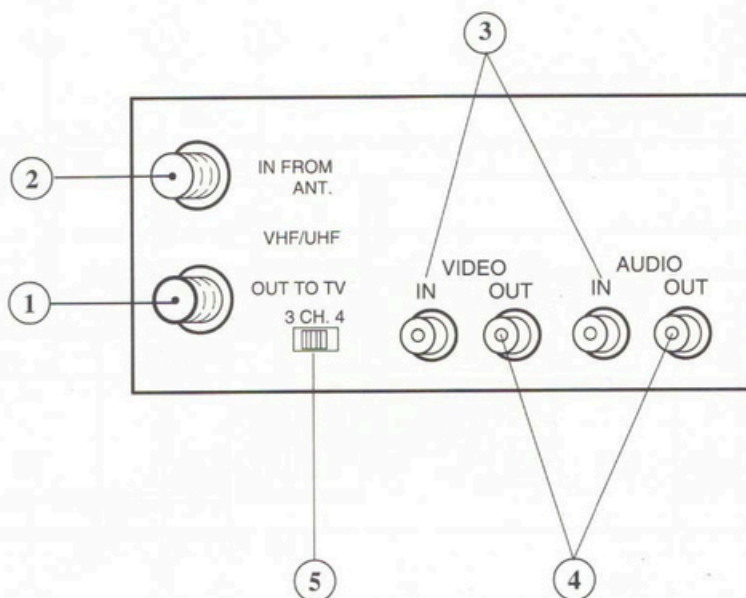 3
2
IN FROM
ANT.
VHF/UHF
1
OUT TO TV
3 CH. 4
VIDEO
IN OUT
AUDIO
IN OUT
5
4